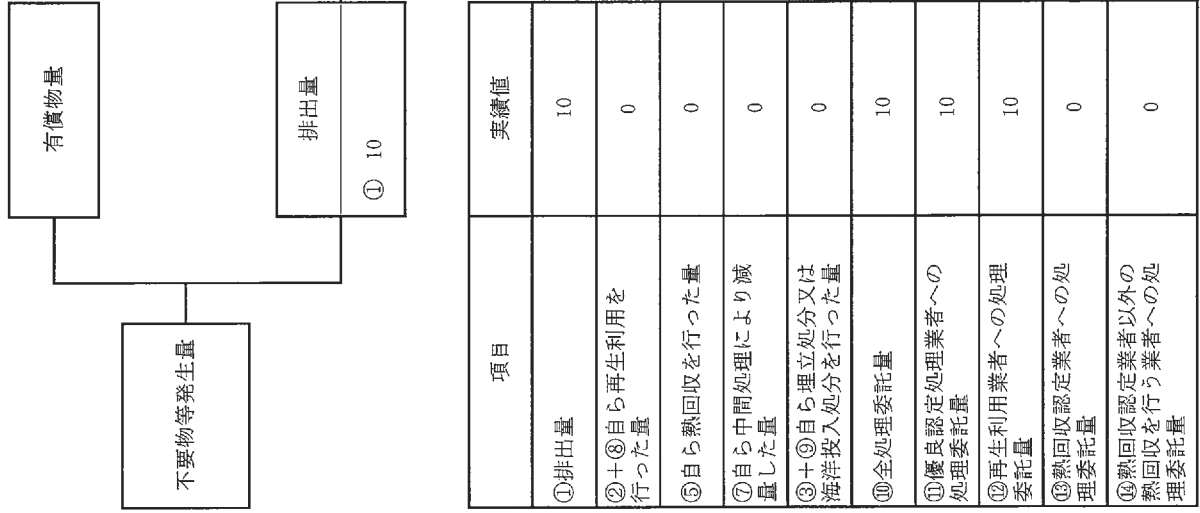 不要物等発生量
有償物量
排出量
① 10
項目
実績値
①排出量
10
②+⑧自ら再生利用を
行った量
0
⑤自ら熱回収を行った量
0
⑦自ら中間処理により減
量した量
0
③+⑨自ら埋立処分又は
海洋投入処分を行った量
0
⑩全処理委託量
10
⑪優良認定処理業者への
処理委託量
10
⑫再生利用業者への処理
委託量
10
⑬熱回収認定業者への処
理委託量
0
⑭熱回収認定業者以外の
熱回収を行う業者への処
理委託量
0